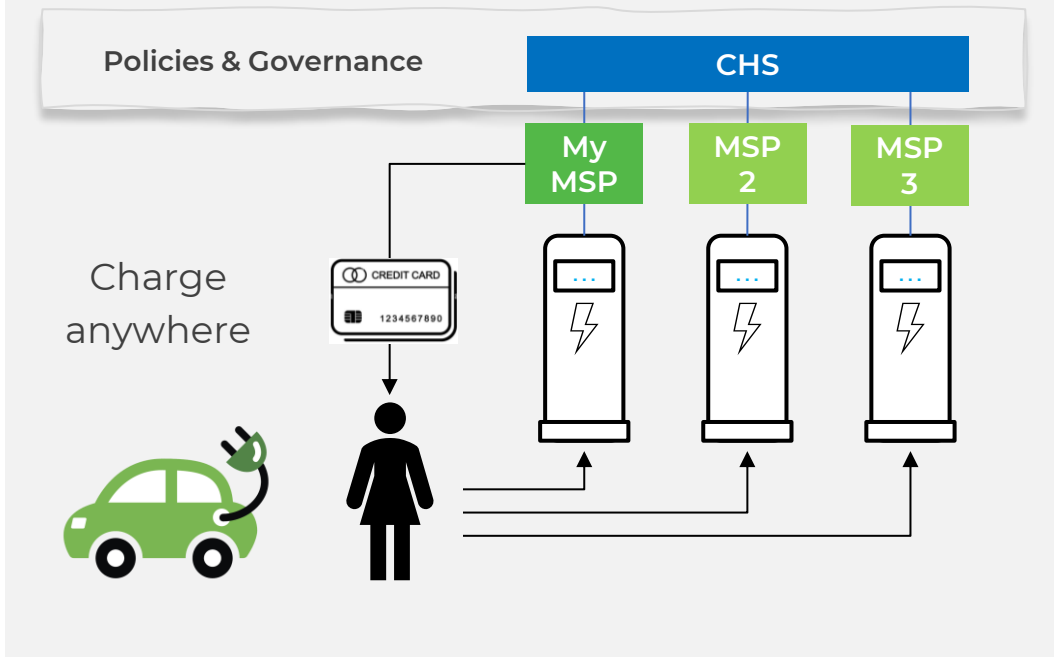 Policies & Governance
CHS
My
MSP
MSP
2
MSP
3
Charge
anywhere
CREDIT CARD
1234567890
...
...
...